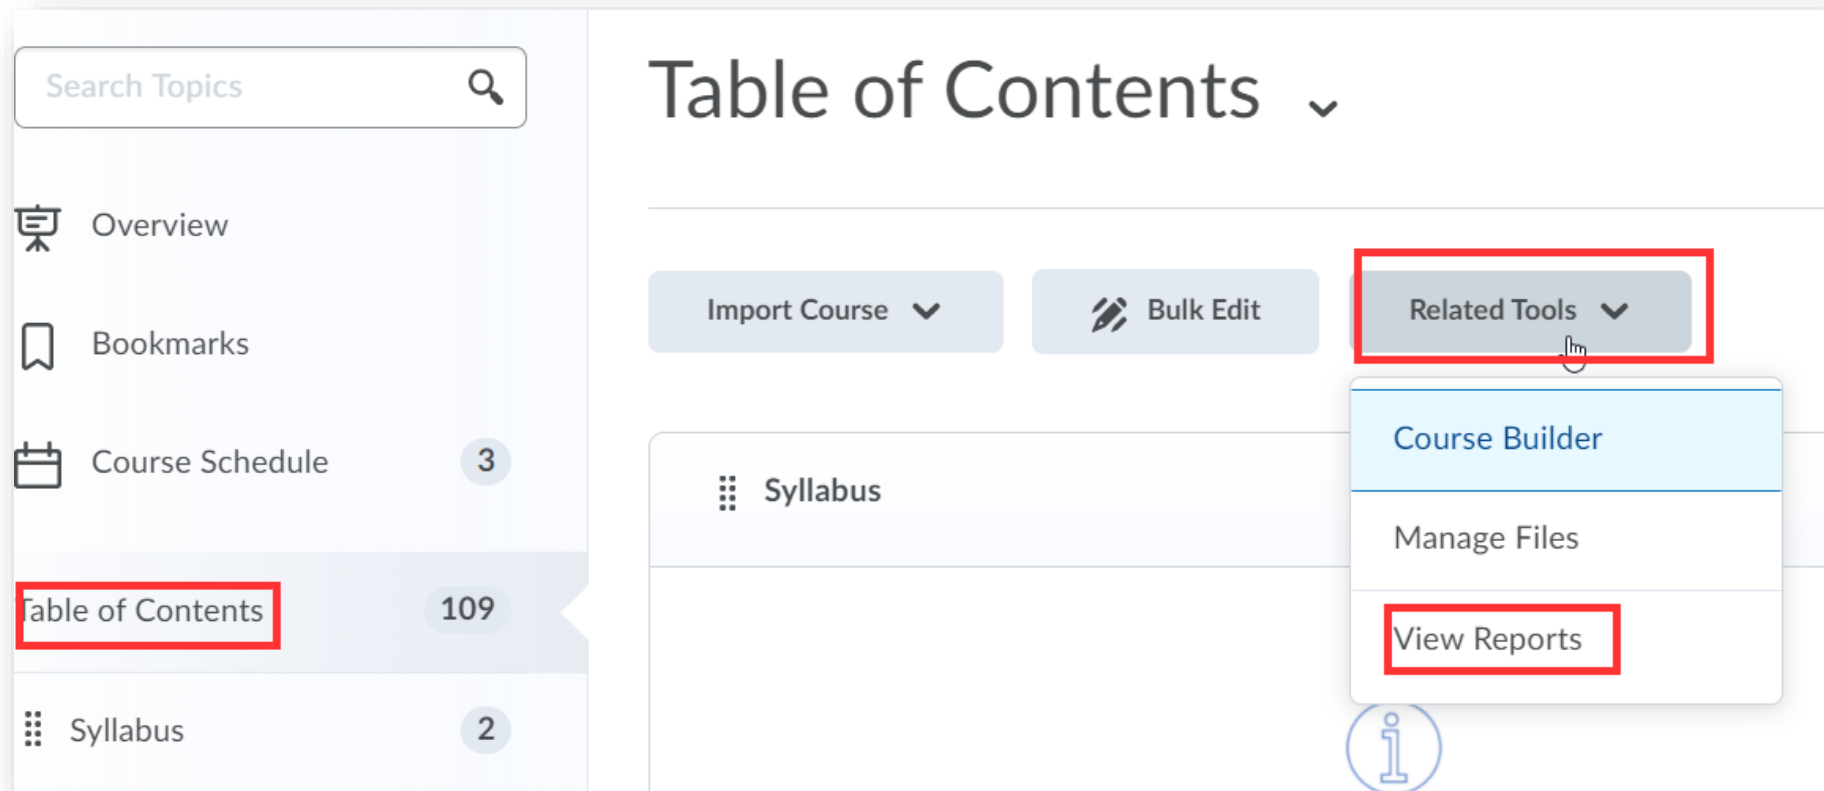 Search Topics
Overview
Bookmarks
Course Schedule 3
Table of Contents 109
Syllabus 2
Table of Contents
Import Course
Bulk Edit
Related Tools
Syllabus
Course Builder
Manage Files
View Reports